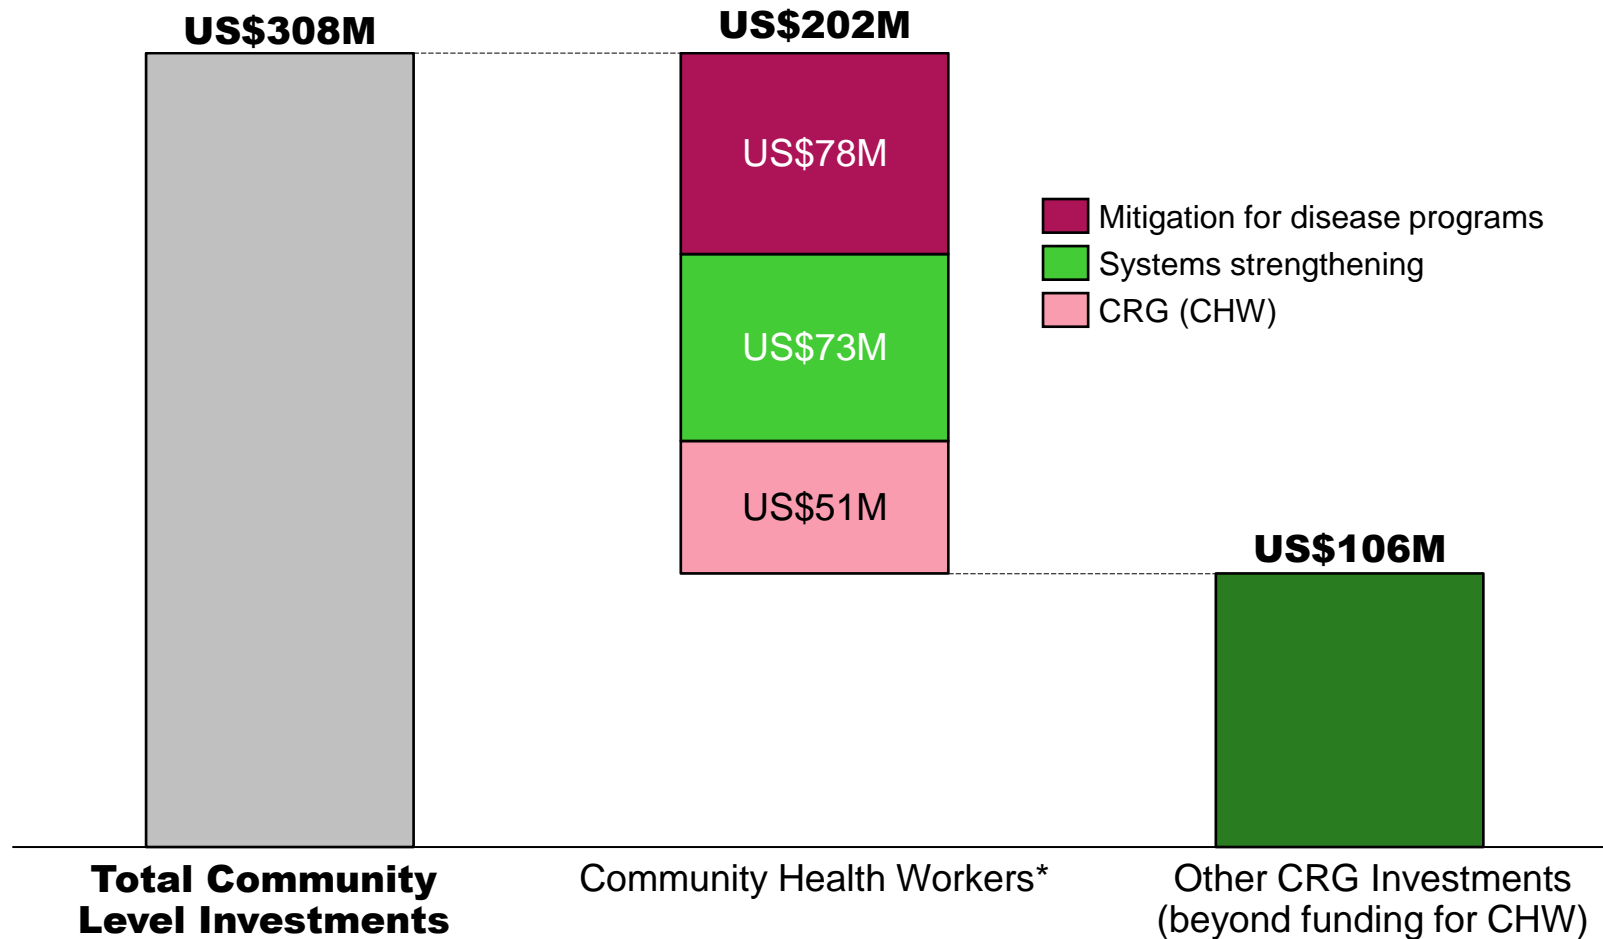 US$308M
US$202M
US$78M
US$73M
US$51M
Mitigation for disease programs
Systems strengthening
CRG (CHW)
US$106M
Total Community
Level Investments
Community Health Workers*
Other CRG Investments
(beyond funding for CHW)